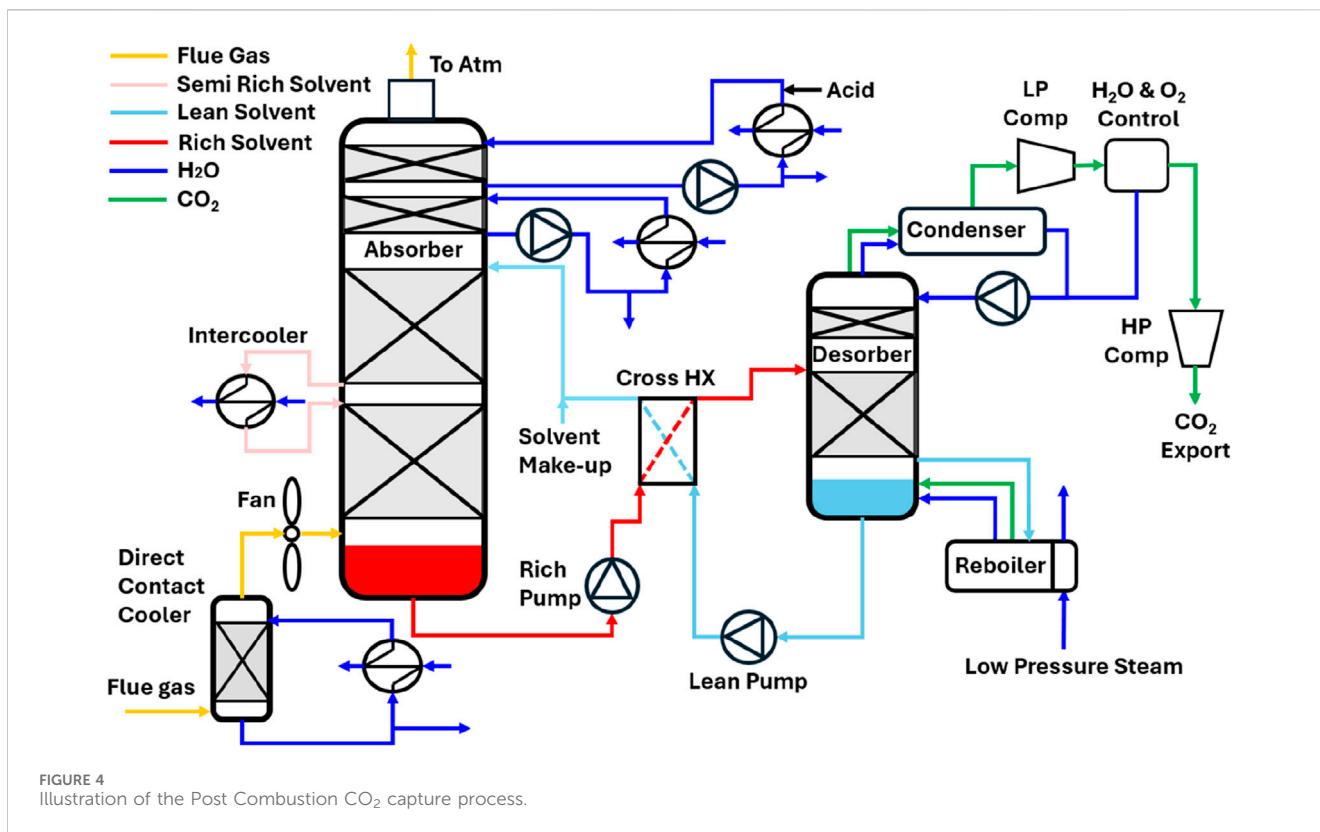 Flue Gas
Semi Rich Solvent
Lean Solvent
Rich Solvent
H₂O
CO₂
To Atm
Acid
LP
Comp
H₂O & O₂
Control
Absorber
Condenser
Intercooler
Desorber
HP
Comp
Cross HX
CO₂
Export
Solvent
Make-up
Fan
Direct
Contact
Cooler
Rich
Pump
Reboiler
Flue gas
Lean Pump
Low Pressure Steam
FIGURE 4
Illustration of the Post Combustion CO₂ capture process.